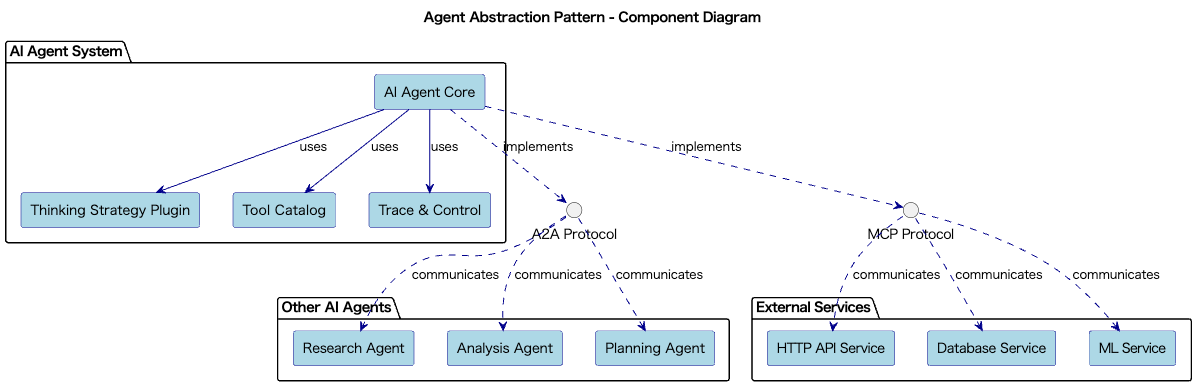 Agent Abstraction Pattern - Component Diagram
AI Agent System
AI Agent Core
uses
uses
uses
implements
implements
Thinking Strategy Plugin
Tool Catalog
Trace & Control
A2A Protocol
MCP Protocol
communicates
communicates
communicates
communicates
communicates
communicates
Other AI Agents
External Services
Research Agent
Analysis Agent
Planning Agent
HTTP API Service
Database Service
ML Service